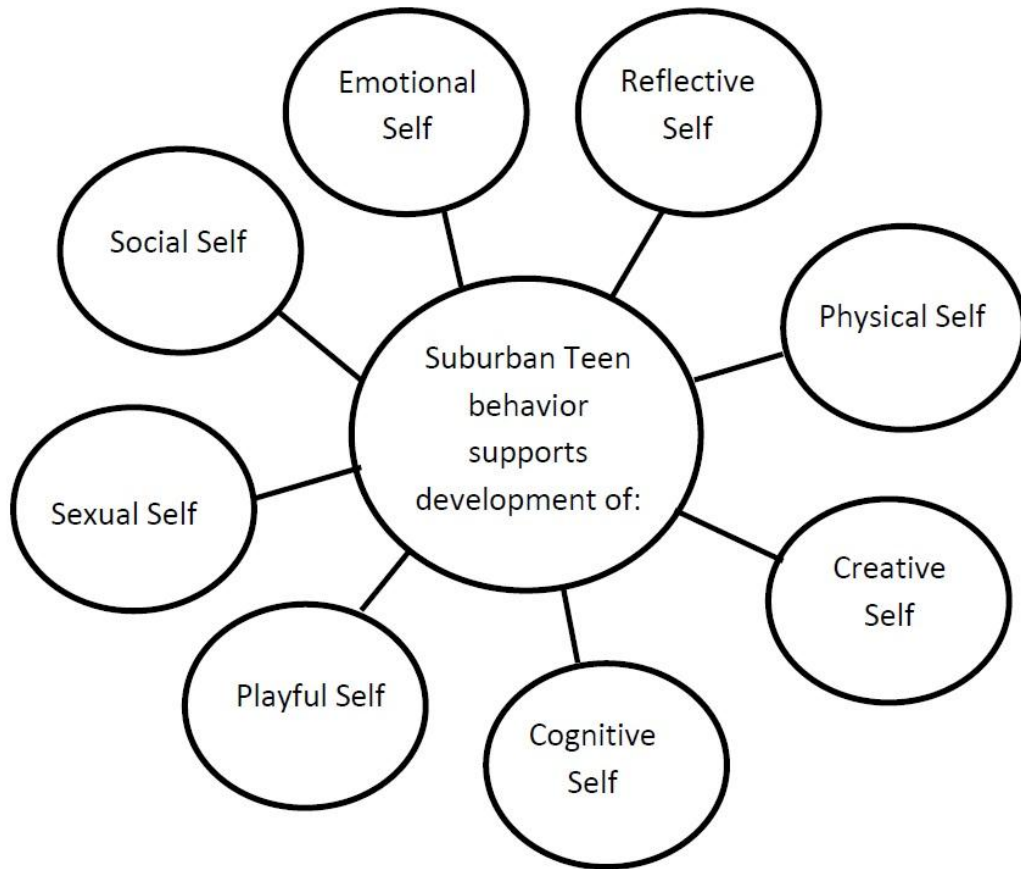 Emotional
Self
Reflective
Self
Social Self
Physical Self
Suburban Teen
behavior
supports
development of:
Sexual Self
Creative
Self
Playful Self
Cognitive
Self